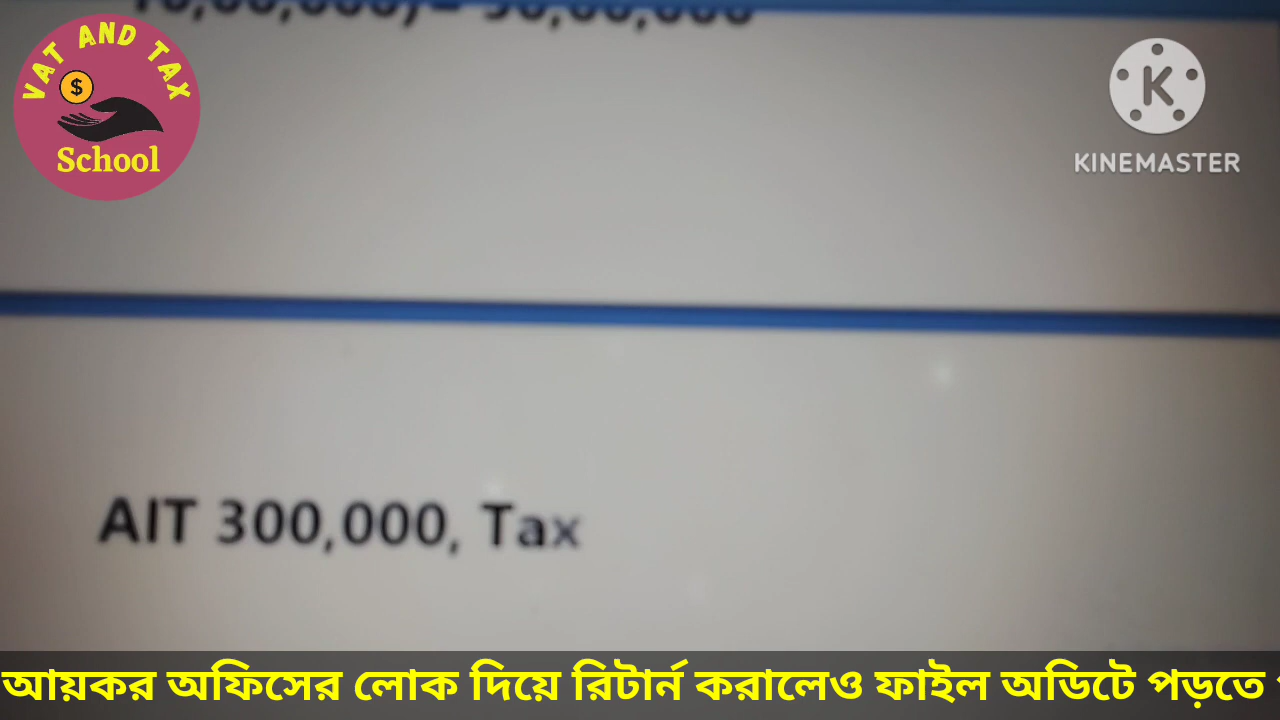 VAT AND TAX
$
School
K
KINEMASTER
AIT 300,000, Tax
আয়কর অফিসের লোক দিয়ে রিটার্ন করালেও ফাইল অডিটে পড়তে